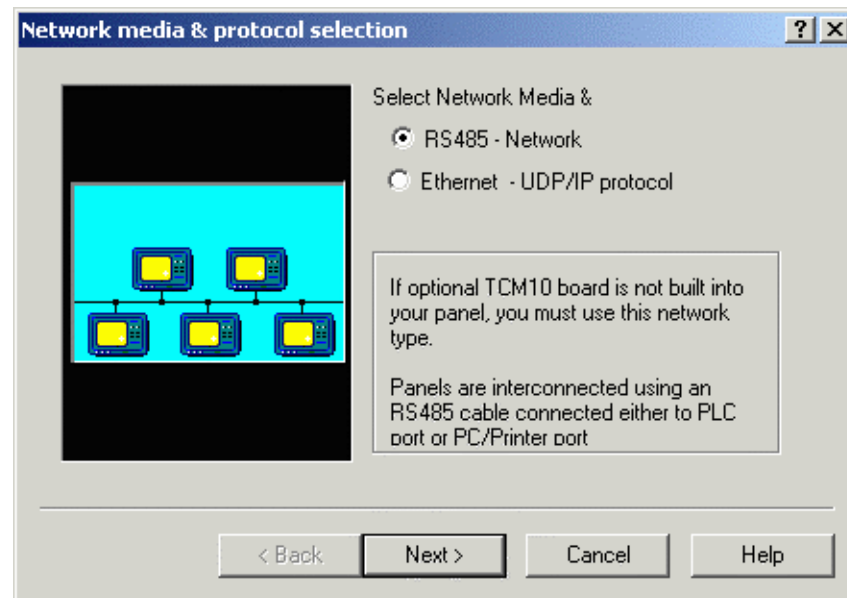 Network media & protocol selection
Select Network Media &
RS485 - Network
Ethernet - UDP/IP protocol
If optional TCM10 board is not built into
your panel, you must use this network
type.
Panels are interconnected using an
RS485 cable connected either to PLC
port or PC/Printer port
< Back
Next >
Cancel
Help